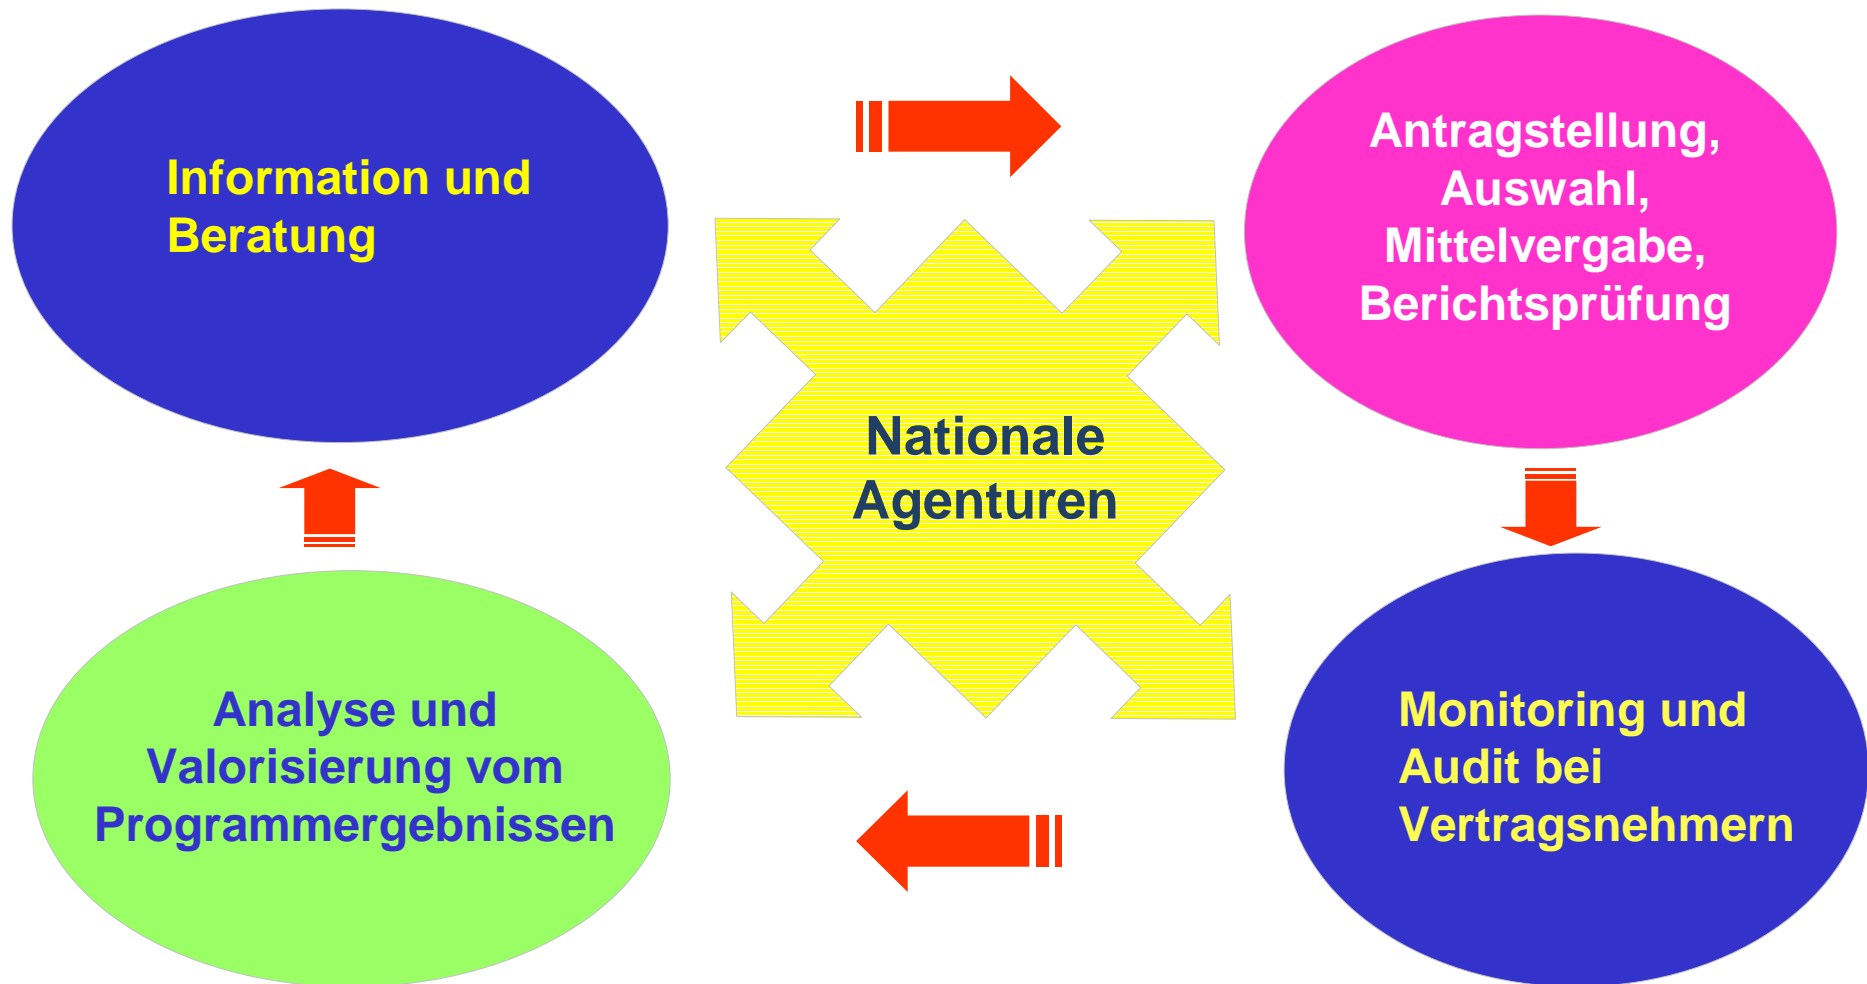 Information und
Beratung
Antragstellung,
Auswahl,
Mittelvergabe,
Berichtsprüfung
Nationale
Agenturen
Analyse und
Valorisierung vom
Programmergebnissen
Monitoring und
Audit bei
Vertragsnehmern